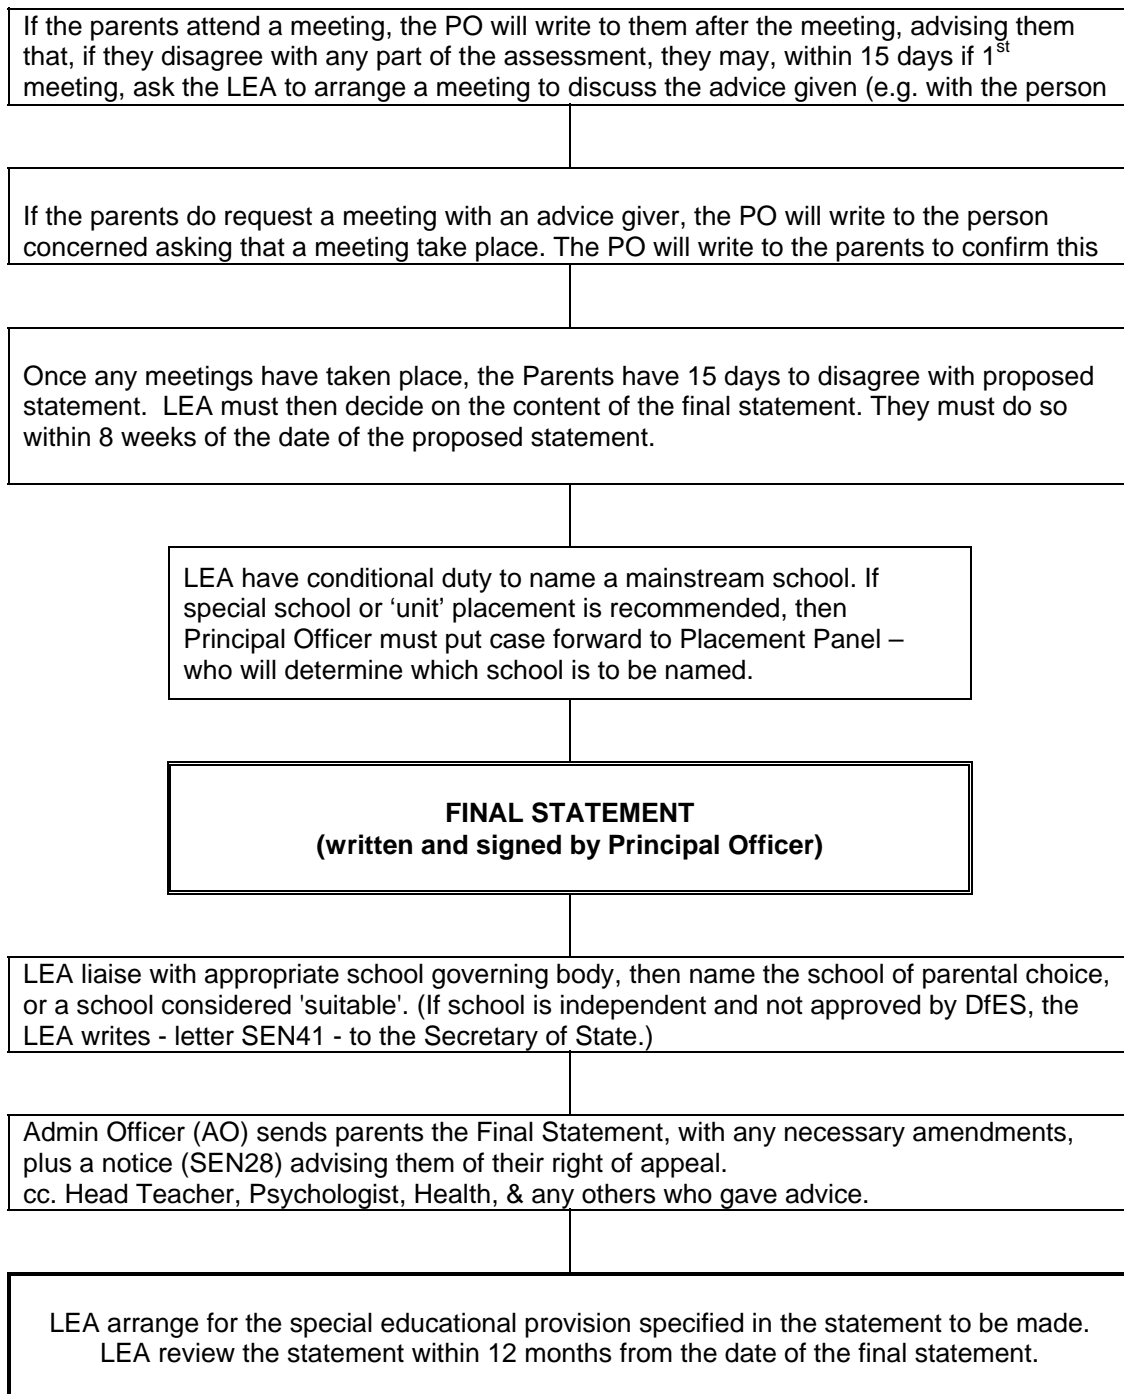 If the parents attend a meeting, the PO will write to them after the meeting, advising them
that, if they disagree with any part of the assessment, they may, within 15 days if 1st
meeting, ask the LEA to arrange a meeting to discuss the advice given (e.g. with the person
If the parents do request a meeting with an advice giver, the PO will write to the person
concerned asking that a meeting take place. The PO will write to the parents to confirm this
Once any meetings have taken place, the Parents have 15 days to disagree with proposed
statement.  LEA must then decide on the content of the final statement. They must do so
within 8 weeks of the date of the proposed statement.
LEA have conditional duty to name a mainstream school. If
special school or ‘unit’ placement is recommended, then
Principal Officer must put case forward to Placement Panel –
who will determine which school is to be named.
FINAL STATEMENT
(written and signed by Principal Officer)
LEA liaise with appropriate school governing body, then name the school of parental choice,
or a school considered 'suitable'. (If school is independent and not approved by DfES, the
LEA writes - letter SEN41 - to the Secretary of State.)
Admin Officer (AO) sends parents the Final Statement, with any necessary amendments,
plus a notice (SEN28) advising them of their right of appeal.
cc. Head Teacher, Psychologist, Health, & any others who gave advice.
LEA arrange for the special educational provision specified in the statement to be made.
LEA review the statement within 12 months from the date of the final statement.